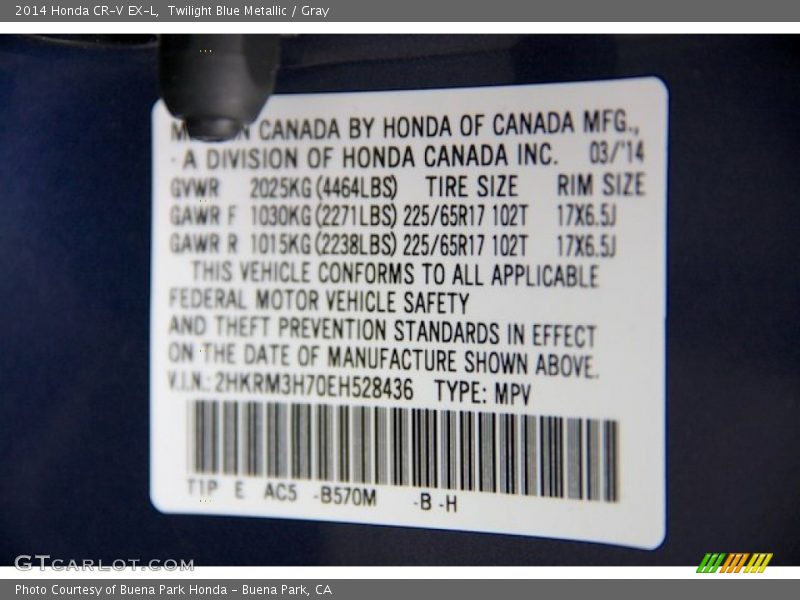 2014 Honda CR-V EX-L, Twilight Blue Metallic / Gray
CANADA BY HONDA OF CANADA MFG.,
A DIVISION OF HONDA CANADA INC. 03/'14
GVWR 2025KG (4464LBS) TIRE SIZE RIM SIZE
GAWR F 1030KG (2271LBS) 225/65R17 102T 17X6.5J
GAWR R 1015KG (2238LBS) 225/65R17 102T 17X6.5J
THIS VEHICLE CONFORMS TO ALL APPLICABLE
FEDERAL MOTOR VEHICLE SAFETY
AND THEFT PREVENTION STANDARDS IN EFFECT
ON THE DATE OF MANUFACTURE SHOWN ABOVE.
V.I.N.: 2HKRM3H70EH528436 TYPE: MPV
T1P E AC5 -B570M -B -H
GTCARLOT.COM
Photo Courtesy of Buena Park Honda - Buena Park, CA